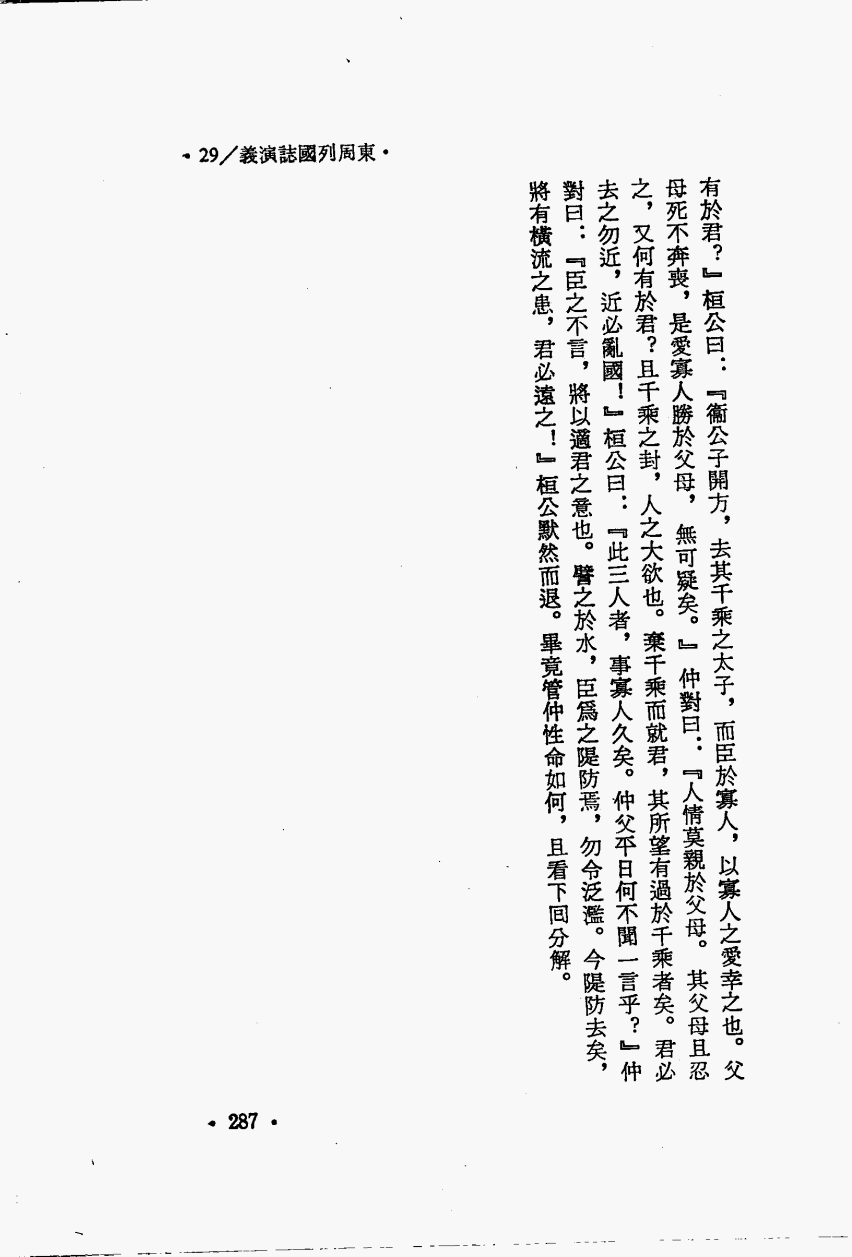 • 東周列國誌演義/29 •
有於君？』桓公曰：『衞公子開方，去其千乘之太子，而臣於寡人，以寡人之愛幸之也。父
母死不奔喪，是愛寡人勝於父母，無可疑矣。』仲對曰：『人情莫親於父母。其父母且忍
之，又何有於君？且千乘之封，人之大欲也。棄千乘而就君，其所望有過於千乘者矣。君必
去之勿近，近必亂國！』桓公曰：『此三人者，事寡人久矣。仲父平日何不聞一言乎？』仲
對曰：『臣之不言，將以適君之意也。譬之於水，臣爲之隄防焉，勿令泛濫。今隄防去矣，
將有橫流之患，君必遠之！』桓公默然而退。畢竟管仲性命如何，且看下囘分解。
• 287 •